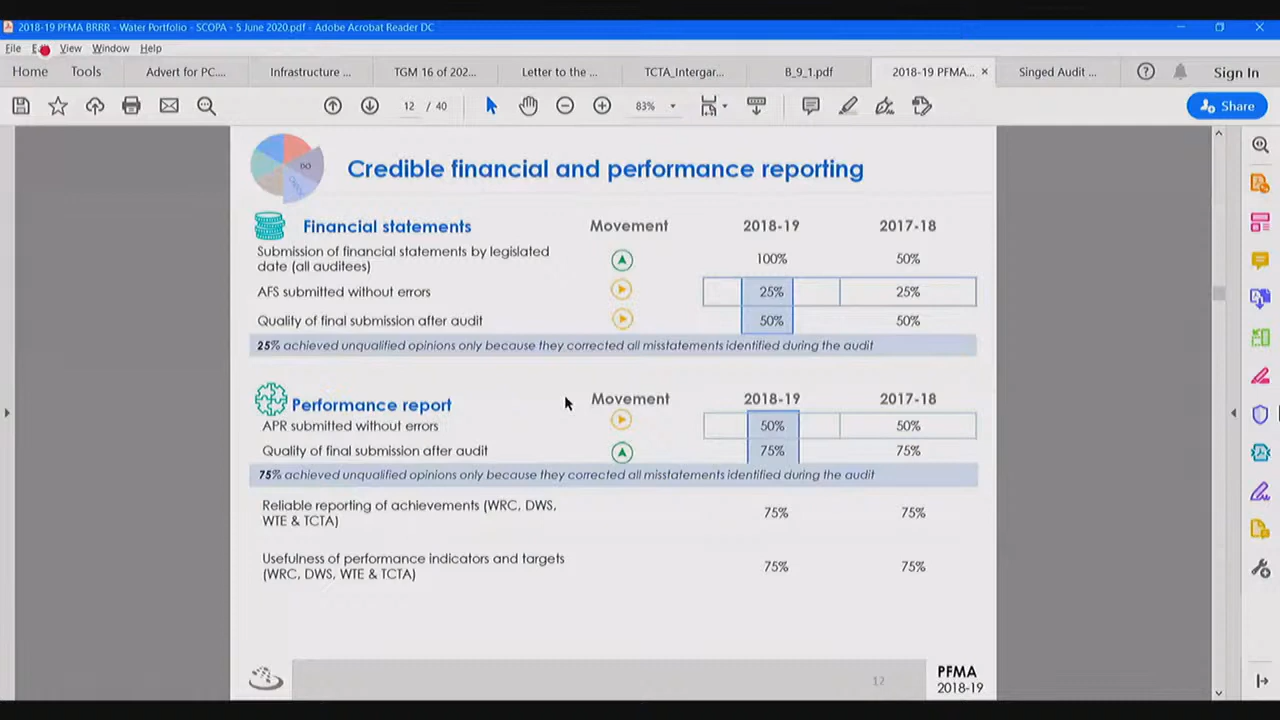 2018-19 PFMA BRRR - Water Portfolio - SCOPA - 5 June 2020.pdf - Adobe Acrobat Reader DC
File View Window Help
Home Tools Advert for PC.... Infrastructure ... TGM 16 of 202... Letter to the ... TCTA_Intergar... B_9_1.pdf 2018-19 PFMA... × Singed Audit ... Sign In
12 / 40 83% Share
Credible financial and performance reporting
Financial statements Movement 2018-19 2017-18
Submission of financial statements by legislated
date (all auditees) 100% 50%
AFS submitted without errors 25% 25%
Quality of final submission after audit 50% 50%
25% achieved unqualified opinions only because they corrected all misstatements identified during the audit
Performance report Movement 2018-19 2017-18
APR submitted without errors 50% 50%
Quality of final submission after audit 75% 75%
75% achieved unqualified opinions only because they corrected all misstatements identified during the audit
Reliable reporting of achievements (WRC, DWS,
WTE & TCTA) 75% 75%
Usefulness of performance indicators and targets
(WRC, DWS, WTE & TCTA) 75% 75%
12
PFMA
2018-19